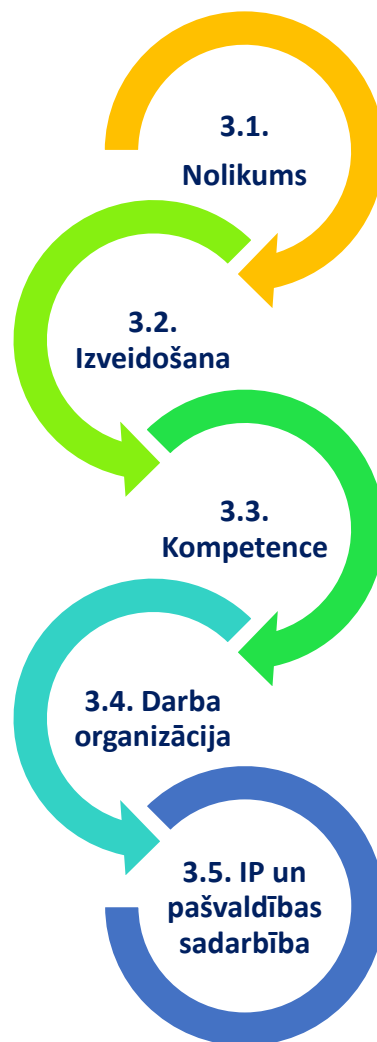 3.1.
Nolikums
3.2.
Izveidošana
3.3.
Kompetence
3.4. Darba
organizācija
3.5. IP un
pašvaldības
sadarbība